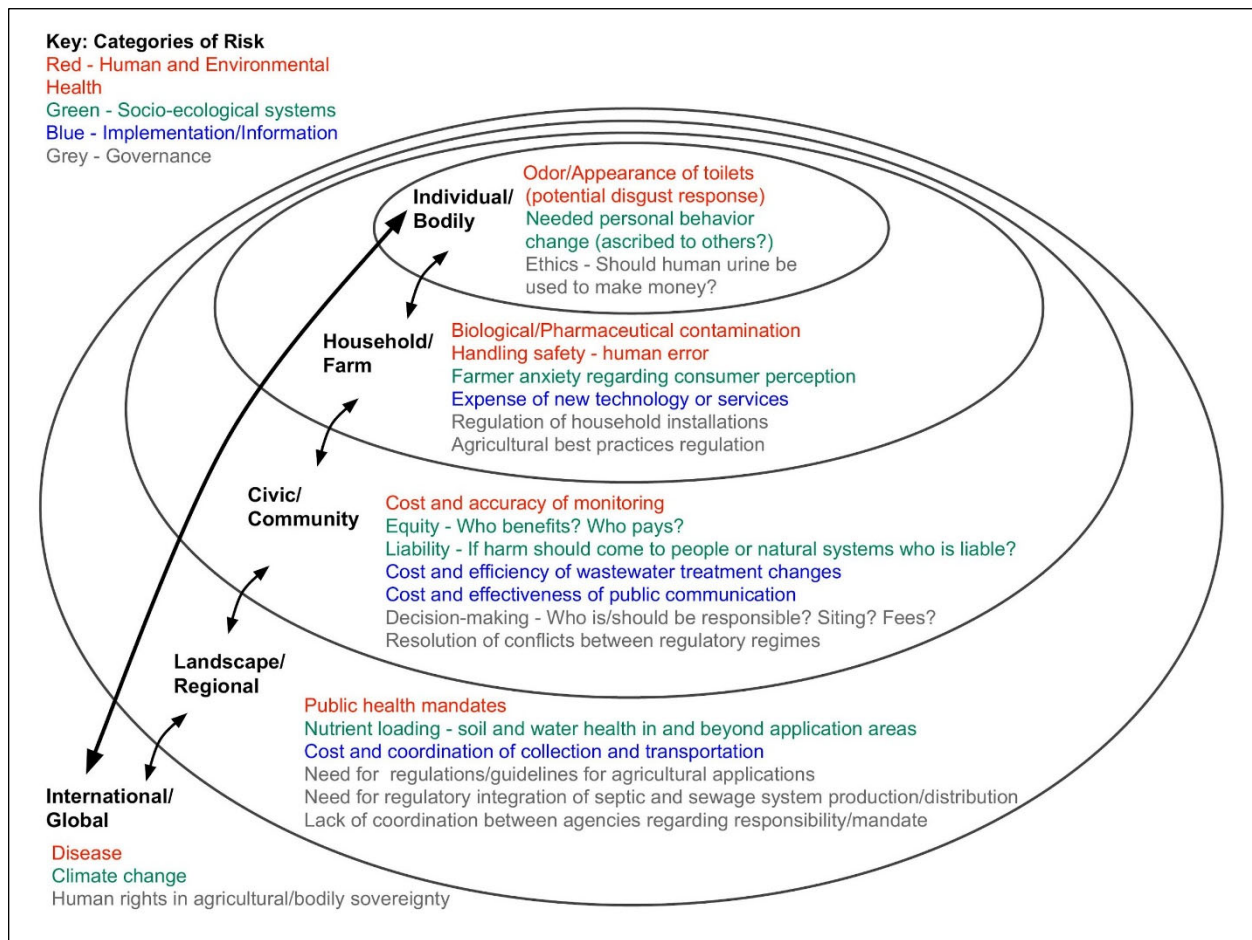 Key: Categories of Risk
Red - Human and Environmental
Health
Green - Socio-ecological systems
Blue - Implementation/Information
Grey - Governance
Individual/
Bodily
Odor/Appearance of toilets
(potential disgust response)
Needed personal behavior
change (ascribed to others?)
Ethics - Should human urine be
used to make money?
Household/
Farm
Biological/Pharmaceutical contamination
Handling safety - human error
Farmer anxiety regarding consumer perception
Expense of new technology or services
Regulation of household installations
Agricultural best practices regulation
Civic/
Community
Cost and accuracy of monitoring
Equity - Who benefits? Who pays?
Liability - If harm should come to people or natural systems who is liable?
Cost and efficiency of wastewater treatment changes
Cost and effectiveness of public communication
Decision-making - Who is/should be responsible? Siting? Fees?
Resolution of conflicts between regulatory regimes
Landscape/
Regional
Public health mandates
Nutrient loading - soil and water health in and beyond application areas
Cost and coordination of collection and transportation
Need for regulations/guidelines for agricultural applications
Need for regulatory integration of septic and sewage system production/distribution
Lack of coordination between agencies regarding responsibility/mandate
International/
Global
Disease
Climate change
Human rights in agricultural/bodily sovereignty